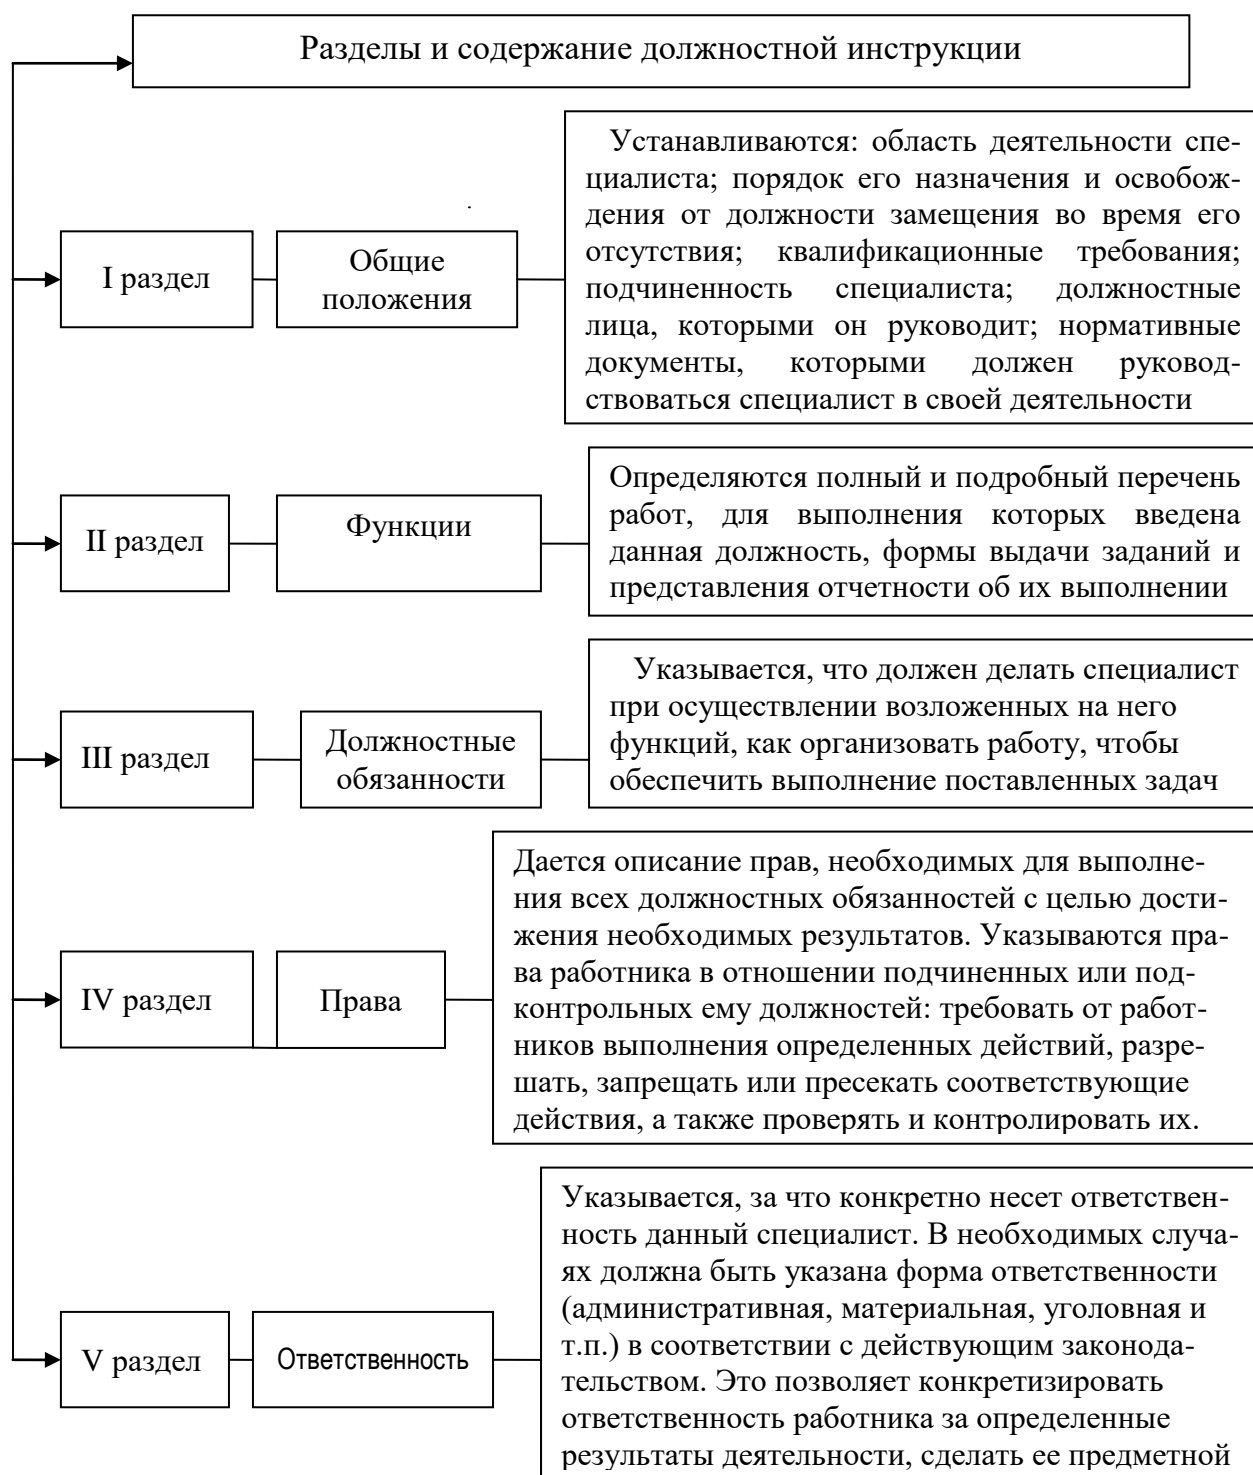 Разделы и содержание должностной инструкции
I раздел
Общие
положения
Устанавливаются: область деятельности спе-
циалиста; порядок его назначения и освобож-
дения от должности замещения во время его
отсутствия; квалификационные требования;
подчиненность специалиста; должностные
лица, которыми он руководит; нормативные
документы, которыми должен руковод-
ствоваться специалист в своей деятельности
II раздел
Функции
Определяются полный и подробный перечень
работ, для выполнения которых введена
данная должность, формы выдачи заданий и
представления отчетности об их выполнении
III раздел
Должностные
обязанности
Указывается, что должен делать специалист
при осуществлении возложенных на него
функций, как организовать работу, чтобы
обеспечить выполнение поставленных задач
IV раздел
Права
Дается описание прав, необходимых для выполне-
ния всех должностных обязанностей с целью дости-
жения необходимых результатов. Указываются пра-
ва работника в отношении подчиненных или под-
контрольных ему должностей: требовать от работ-
ников выполнения определенных действий, разре-
шать, запрещать или пресекать соответствующие
действия, а также проверять и контролировать их.
V раздел
Ответственность
Указывается, за что конкретно несет ответствен-
ность данный специалист. В необходимых случа-
ях должна быть указана форма ответственности
(административная, материальная, уголовная и
т.п.) в соответствии с действующим законода-
тельством. Это позволяет конкретизировать
ответственность работника за определенные
результаты деятельности, сделать ее предметной